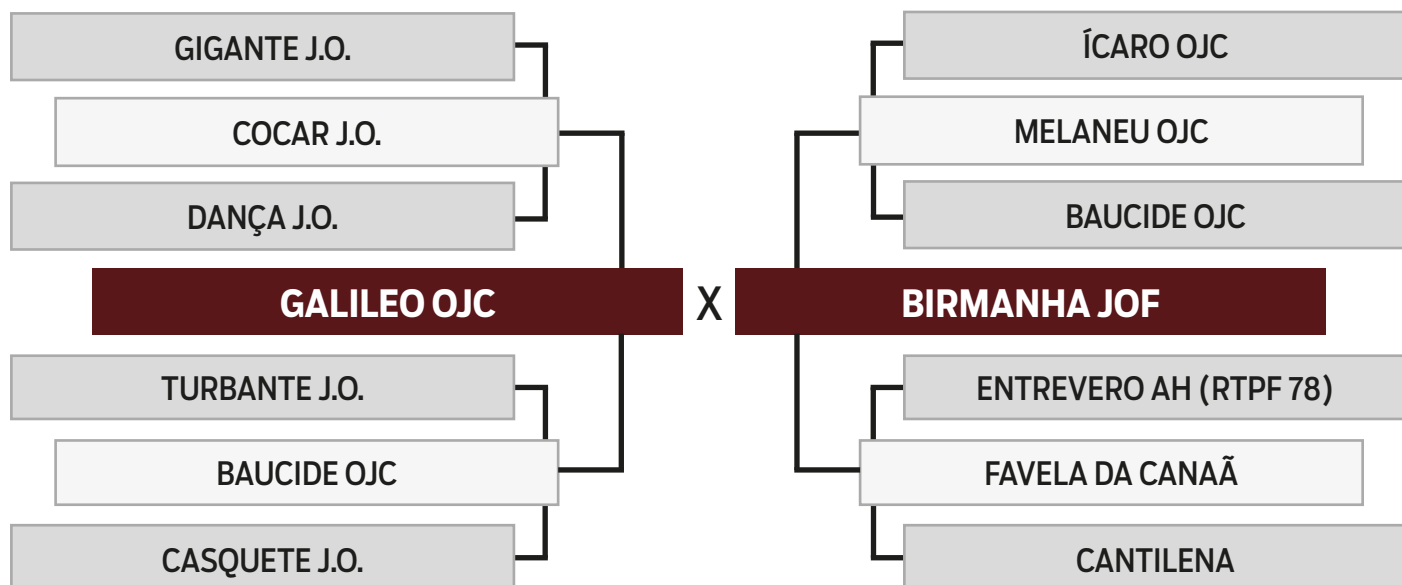 GIGANTE J.O.
COCAR J.O.
DANÇA J.O.
GALILEO OJC
TURBANTE J.O.
BAUCIDE OJC
CASQUETE J.O.
X
ÍCARO OJC
MELANEU OJC
BAUCIDE OJC
BIRMANHA JOF
ENTREVERO AH (RTPF 78)
FAVELA DA CANAÃ
CANTILENA